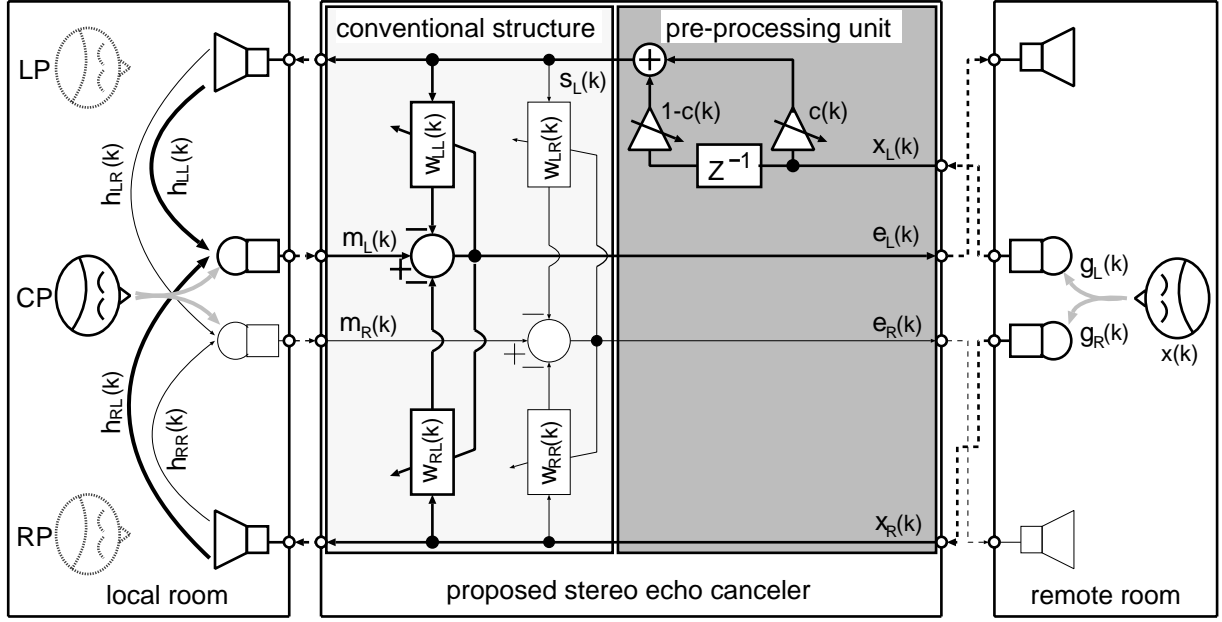 conventional structure
pre-processing unit
LP
s_L(k)
1-c(k)
c(k)
x_L(k)
w_LL(k)
w_LR(k)
Z^-1
h_LR(k)
h_LL(k)
m_L(k)
e_L(k)
g_L(k)
CP
m_R(k)
e_R(k)
g_R(k)
x(k)
h_RL(k)
h_RR(k)
w_RL(k)
w_RR(k)
RP
x_R(k)
local room
proposed stereo echo canceler
remote room